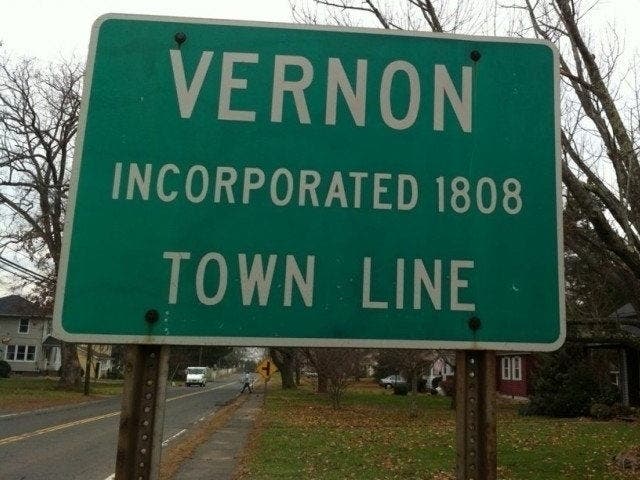 VERNON
INCORPORATED 1808
TOWN LINE